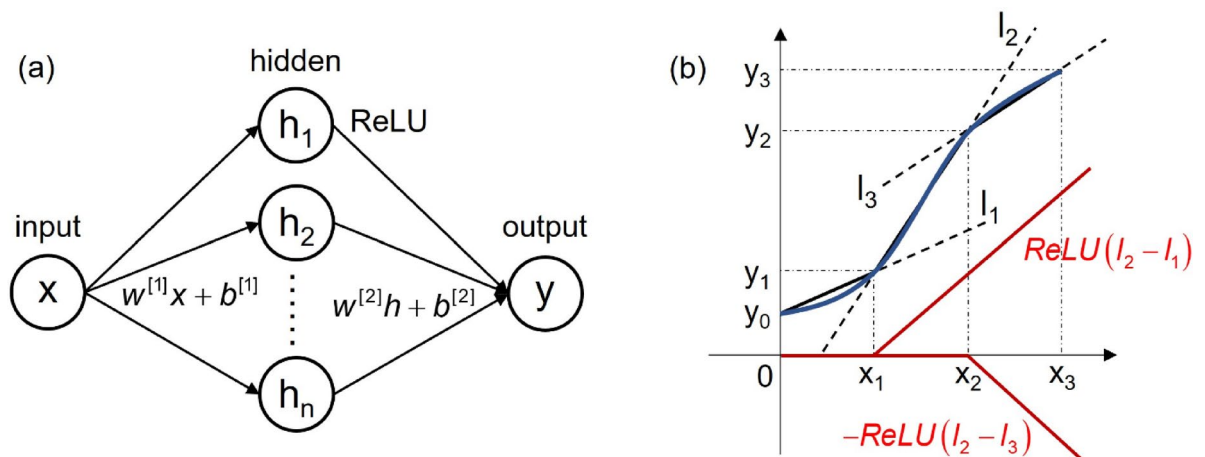 (a)
hidden
h₁
ReLU
input
h₂
output
x
w^[1]x + b^[1]
w^[2]h + b^[2]
y
hₙ
(b)
l₂
y₃
y₂
l₃
l₁
y₁
ReLU(l₂ − l₁)
y₀
0
x₁
x₂
x₃
−ReLU(l₂ − l₃)